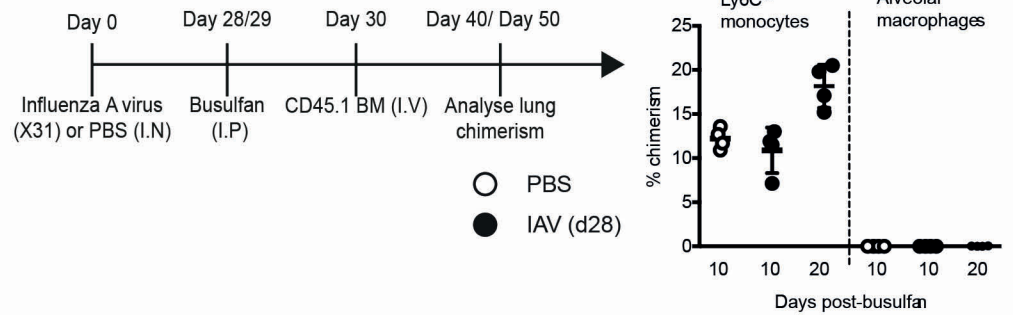 Day 0
Day 28/29
Day 30
Day 40/ Day 50
Influenza A virus
(X31) or PBS (I.N)
Busulfan
(I.P)
CD45.1 BM (I.V)
Analyse lung
chimerism
PBS
IAV (d28)
monocytes
Alveolar
macrophages
% chimerism
25
20
15
10
5
0
10
10
20
10
10
20
Days post-busulfan